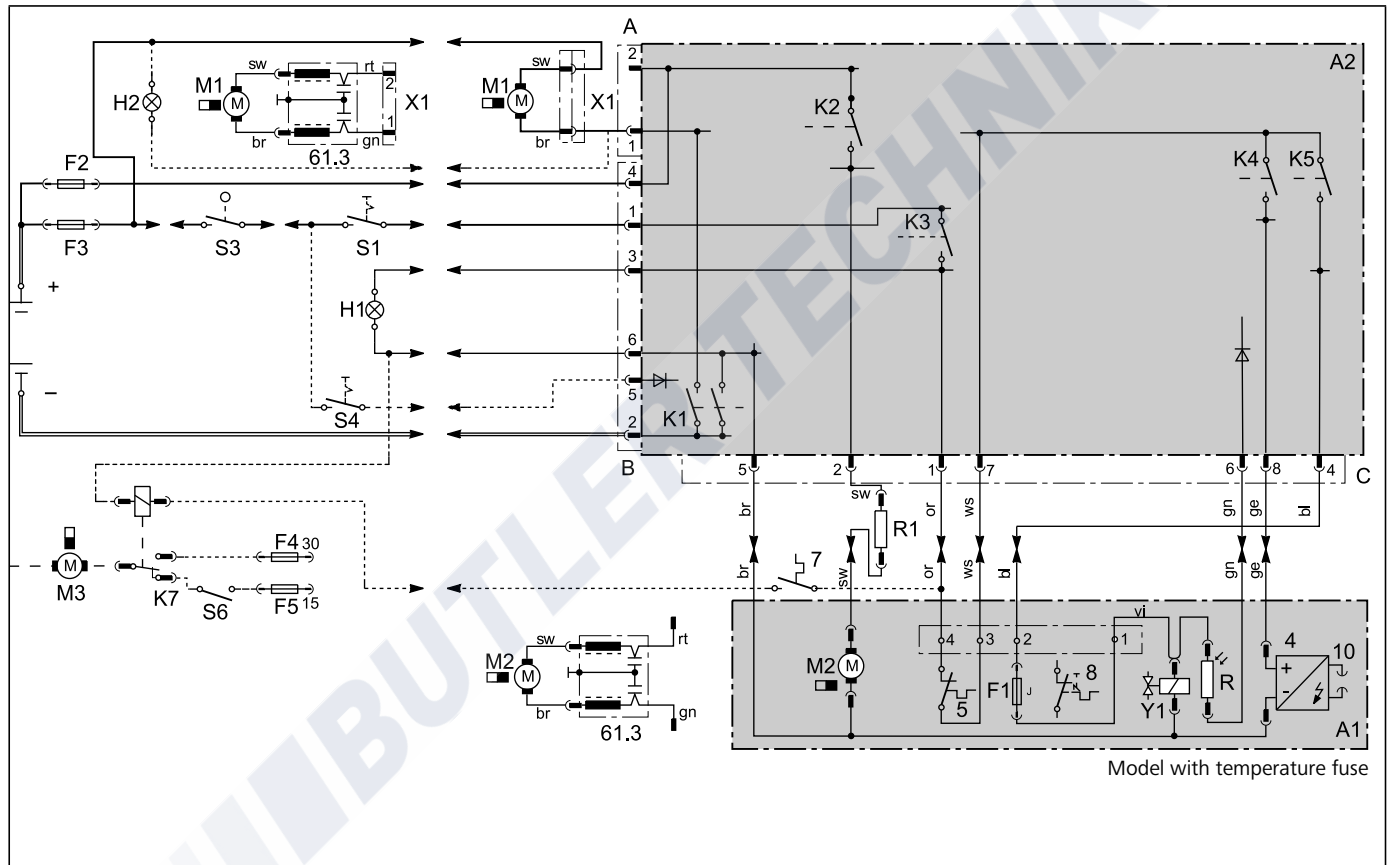 A
2
A2
sw
rt
2
M1
M
X1
H2
br
gn
1
61.3
sw
M1
M
X1
br
1
K2
K4
K5
F2
4
F3
S3
S1
1
K3
3
+
H1
6
5
−
S4
K1
2
B
5
2
1
7
6
8
4
C
br
sw
or
ws
gn
ge
bl
R1
7
F4 30
br
sw
or
ws
bl
gn
ge
M
M3
K7
S6
F5 15
vi
4
3
2
1
4
10
sw
rt
M2
M
M2
M
5
F1
J
8
Y1
R
+
-
br
gn
61.3
A1
Model with temperature fuse
BUTLER TECHNIK